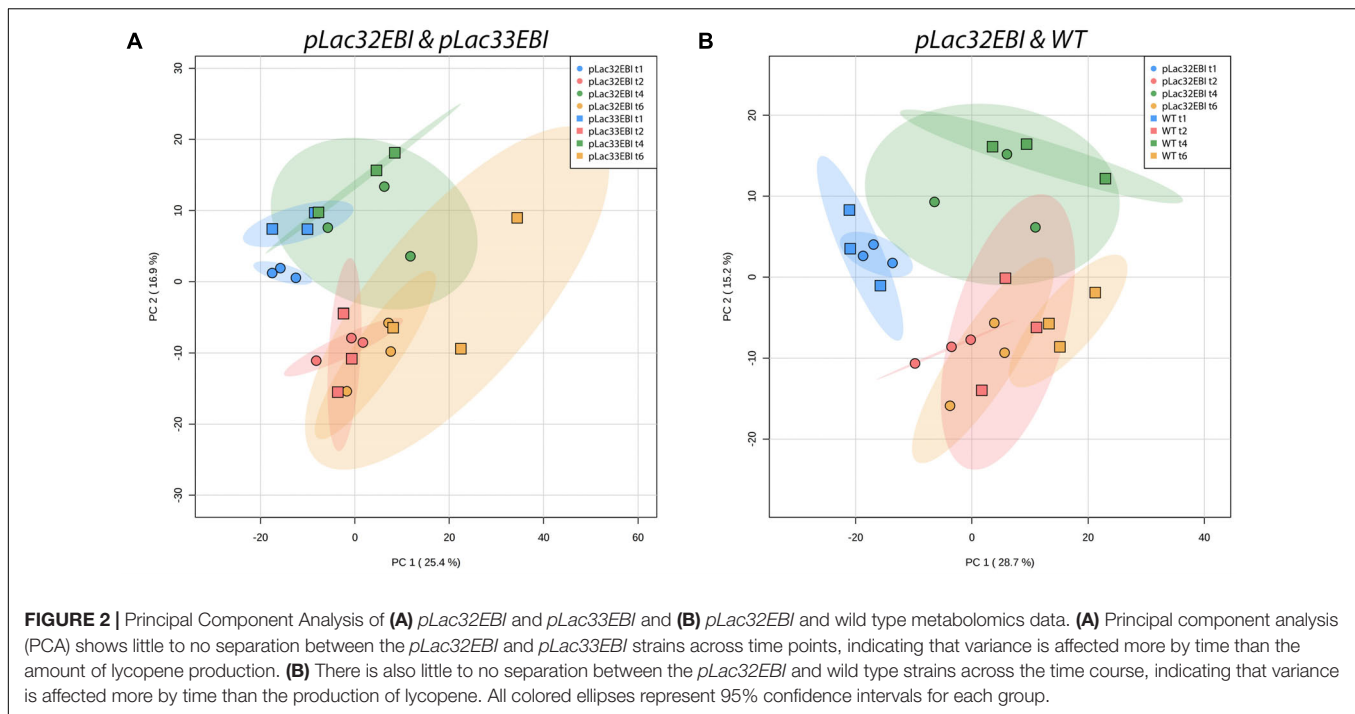 A
pLac32EBI & pLac33EBI
30
20
10
0
-10
-20
-30
PC 2 ( 16.9 %)
-20
0
20
40
60
PC 1 ( 25.4 %)
pLac32EBI t1
pLac32EBI t2
pLac32EBI t4
pLac32EBI t6
pLac33EBI t1
pLac33EBI t2
pLac33EBI t4
pLac33EBI t6
B
pLac32EBI & WT
20
10
0
-10
-20
PC 2 ( 15.2 %)
-20
0
20
40
PC 1 ( 28.7 %)
pLac32EBI t1
pLac32EBI t2
pLac32EBI t4
pLac32EBI t6
WT t1
WT t2
WT t4
WT t6
FIGURE 2 | Principal Component Analysis of (A) pLac32EBI and pLac33EBI and (B) pLac32EBI and wild type metabolomics data. (A) Principal component analysis
(PCA) shows little to no separation between the pLac32EBI and pLac33EBI strains across time points, indicating that variance is affected more by time than the
amount of lycopene production. (B) There is also little to no separation between the pLac32EBI and wild type strains across the time course, indicating that variance
is affected more by time than the production of lycopene. All colored ellipses represent 95% confidence intervals for each group.